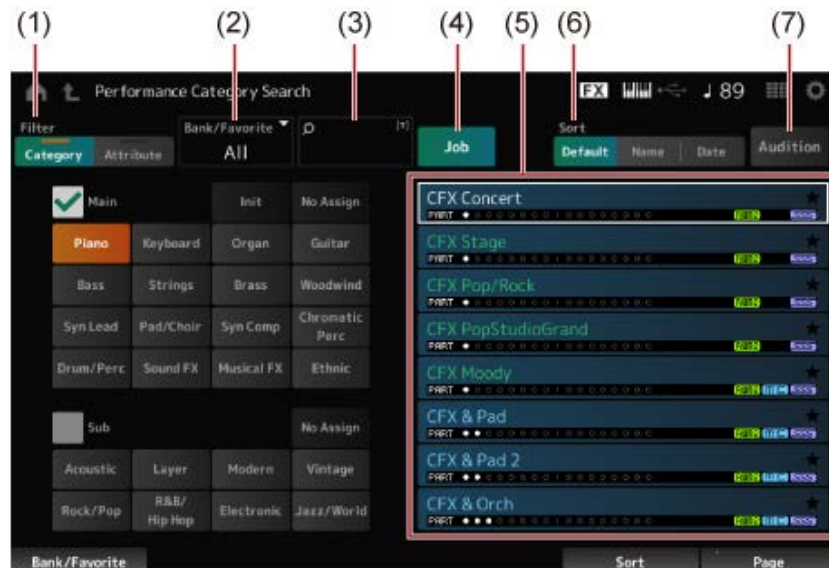 (1) (2) (3) (4) (5) (6) (7)
Performance Category Search FX ♩ 89
Filter Bank/Favorite Sort
Category Attribute All [T] Job Default Name Date Audition
Main Init No Assign
Piano Keyboard Organ Guitar
Bass Strings Brass Woodwind
Syn Lead Pad/Choir Syn Comp Chromatic
Perc
Drum/Perc Sound FX Musical FX Ethnic
Sub No Assign
Acoustic Layer Modern Vintage
Rock/Pop R&B/
Hip Hop Electronic Jazz/World
CFX Concert
PART
CFX Stage
PART
CFX Pop/Rock
PART
CFX PopStudioGrand
PART
CFX Moody
PART
CFX & Pad
PART
CFX & Pad 2
PART
CFX & Orch
PART
Bank/Favorite Sort Page